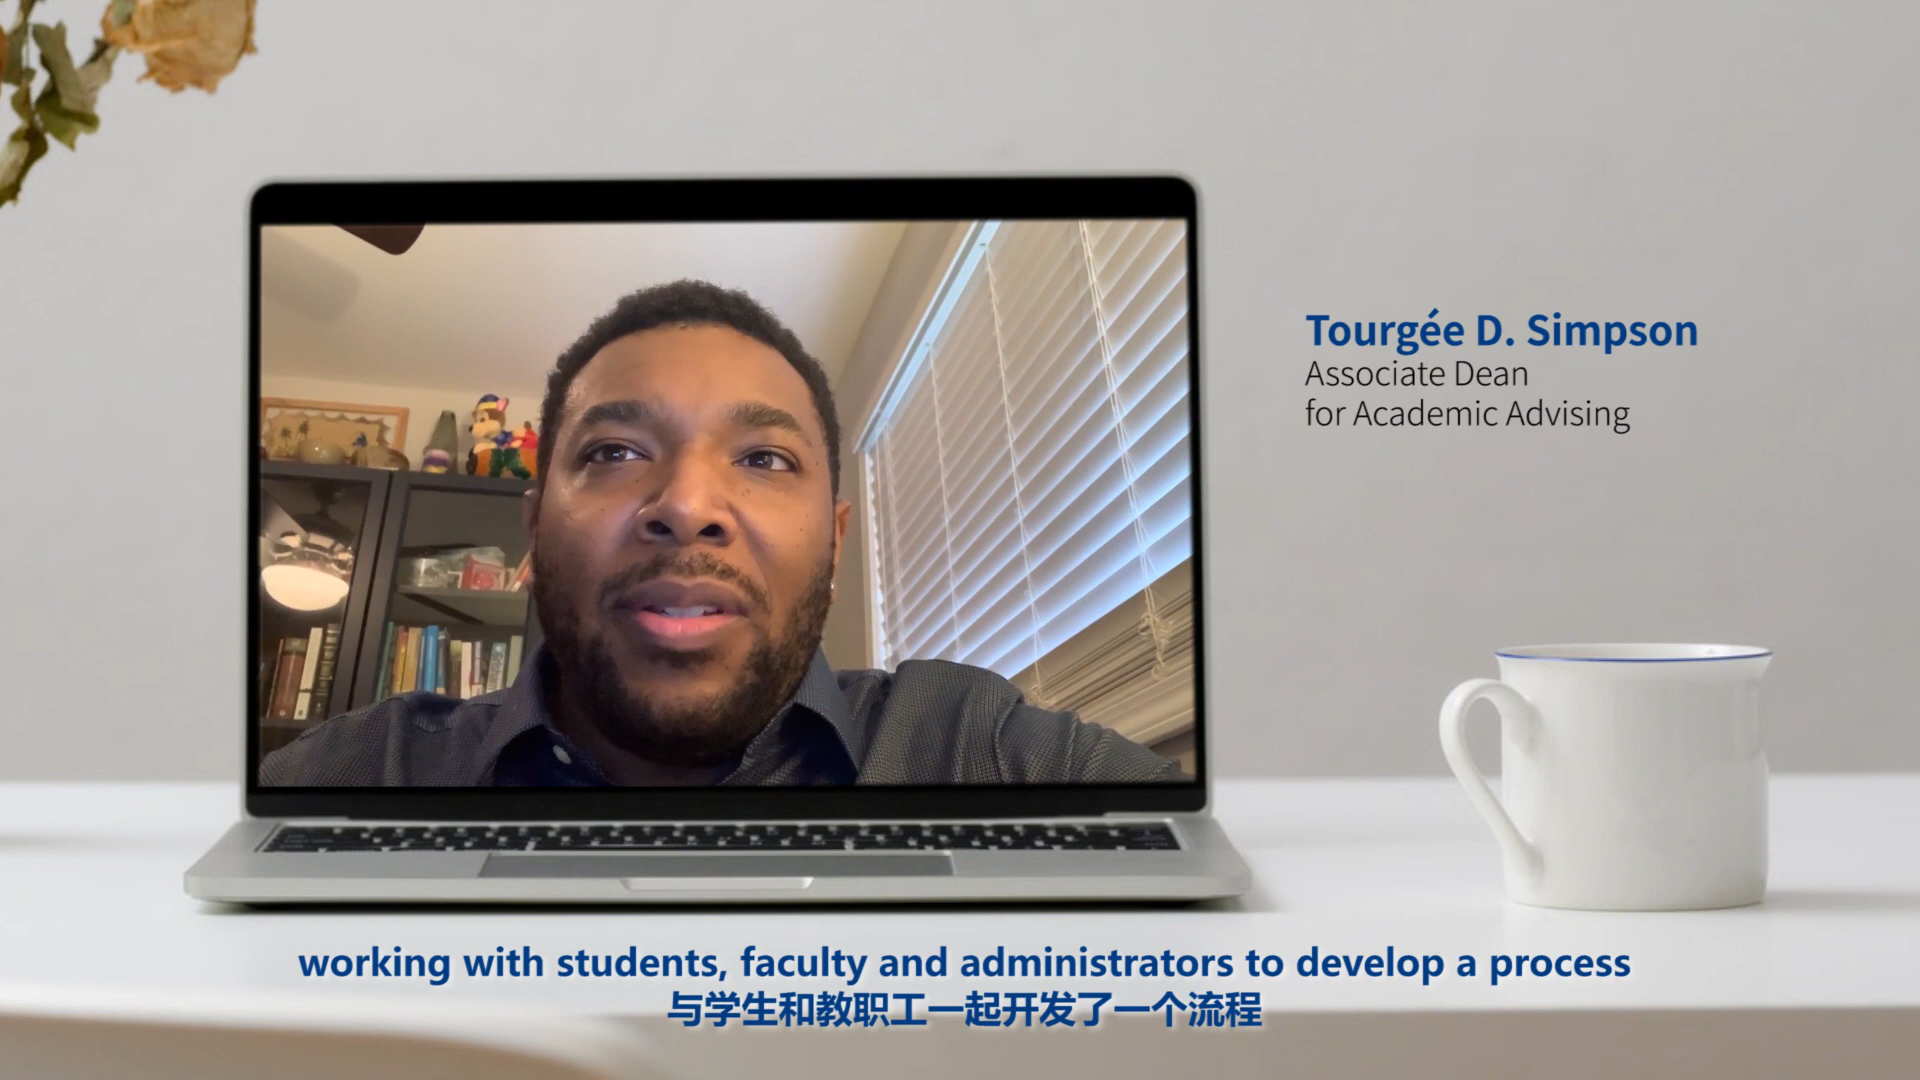 Tourgée D. Simpson
Associate Dean
for Academic Advising
working with students, faculty and administrators to develop a process
与学生和教职工一起开发了一个流程